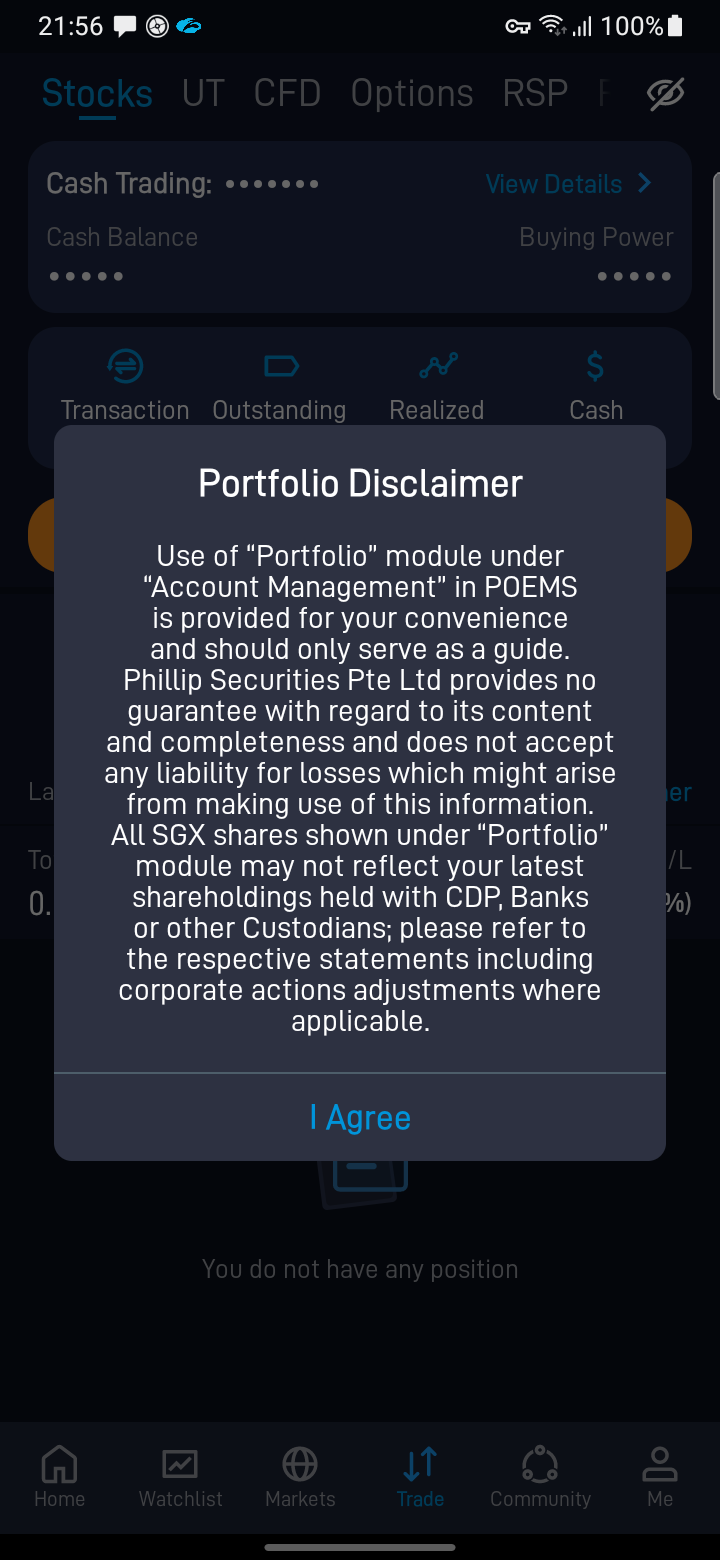 21:56 100%
Stocks UT CFD Options RSP
Cash Trading: ••••••• View Details
Cash Balance Buying Power
••••• •••••
Transaction Outstanding Realized Cash
Portfolio Disclaimer
Use of “Portfolio” module under
“Account Management” in POEMS
is provided for your convenience
and should only serve as a guide.
Phillip Securities Pte Ltd provides no
guarantee with regard to its content
and completeness and does not accept
any liability for losses which might arise
from making use of this information.
All SGX shares shown under “Portfolio”
module may not reflect your latest
shareholdings held with CDP, Banks
or other Custodians; please refer to
the respective statements including
corporate actions adjustments where
applicable.
I Agree
You do not have any position
Home Watchlist Markets Trade Community Me